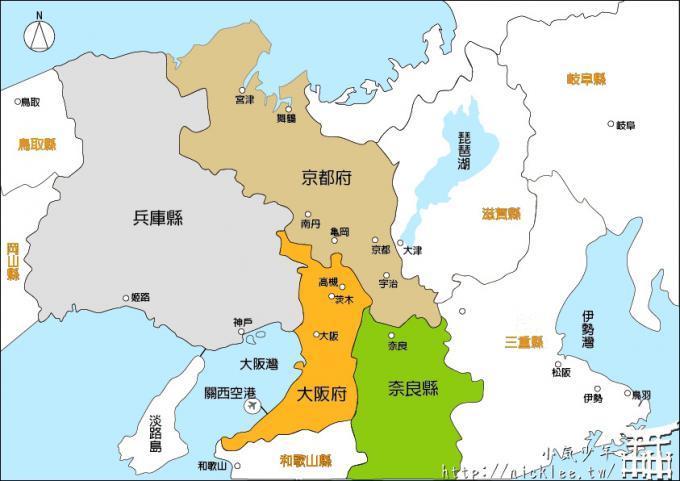 N
岐阜縣
宮津
舞鶴
鳥取
岐阜
鳥取縣
琵琶湖
京都府
兵庫縣
滋賀縣
南丹
亀岡
京都
大津
岡山縣
高槻
宇治
茨木
姬路
神戶
大阪
奈良
三重縣
伊勢灣
大阪灣
松阪
關西空港
大阪府
奈良縣
伊勢
鳥羽
淡路島
和歌山
和歌山縣
小氣少年
http://nicklee.tw/